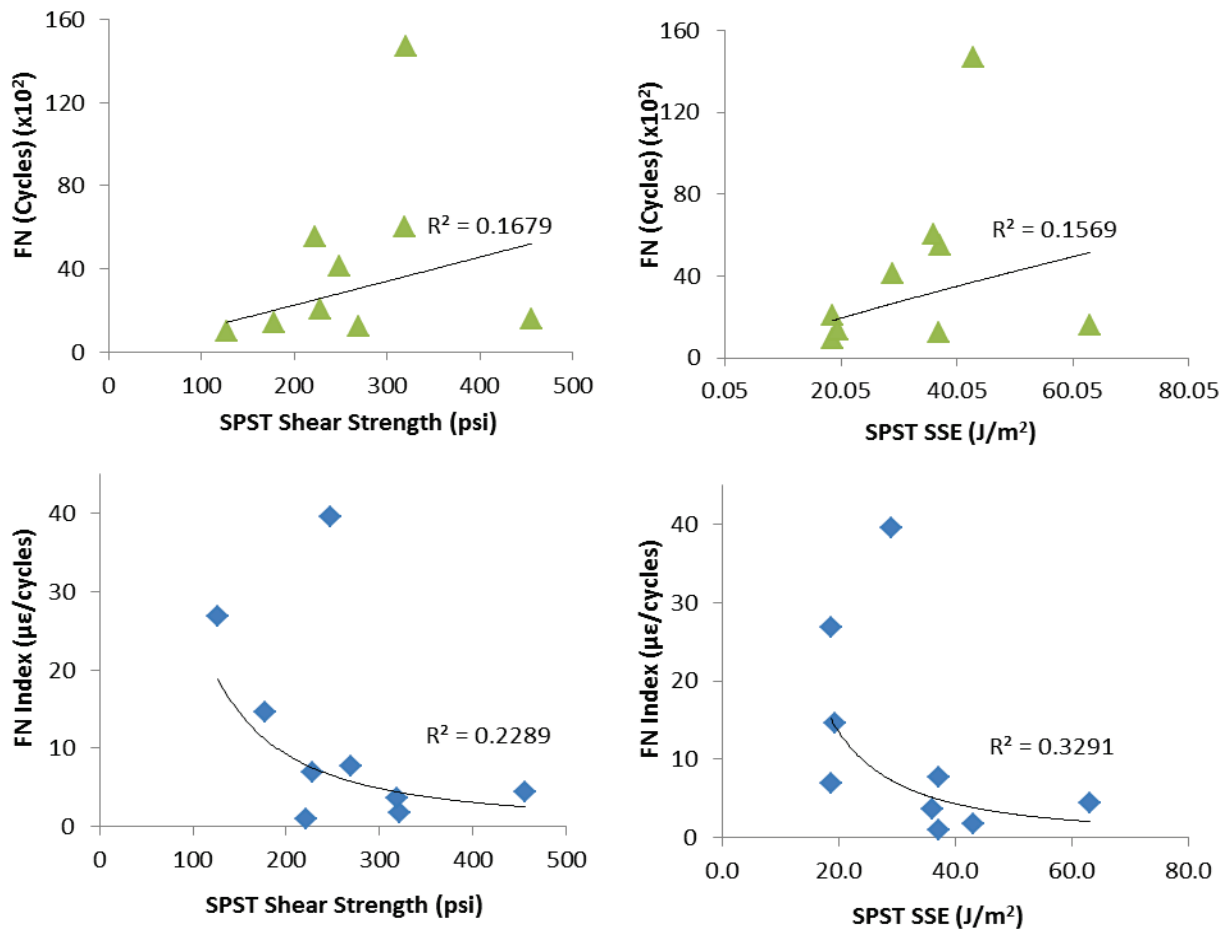 FN (Cycles) (x10²)
160
120
80
40
0
R² = 0.1679
0 100 200 300 400 500
SPST Shear Strength (psi)
FN (Cycles) (x10²)
160
120
80
40
0
R² = 0.1569
0.05 20.05 40.05 60.05 80.05
SPST SSE (J/m²)
FN Index (με/cycles)
40
30
20
10
0
R² = 0.2289
0 100 200 300 400 500
SPST Shear Strength (psi)
FN Index (με/cycles)
40
30
20
10
0
R² = 0.3291
0.0 20.0 40.0 60.0 80.0
SPST SSE (J/m²)